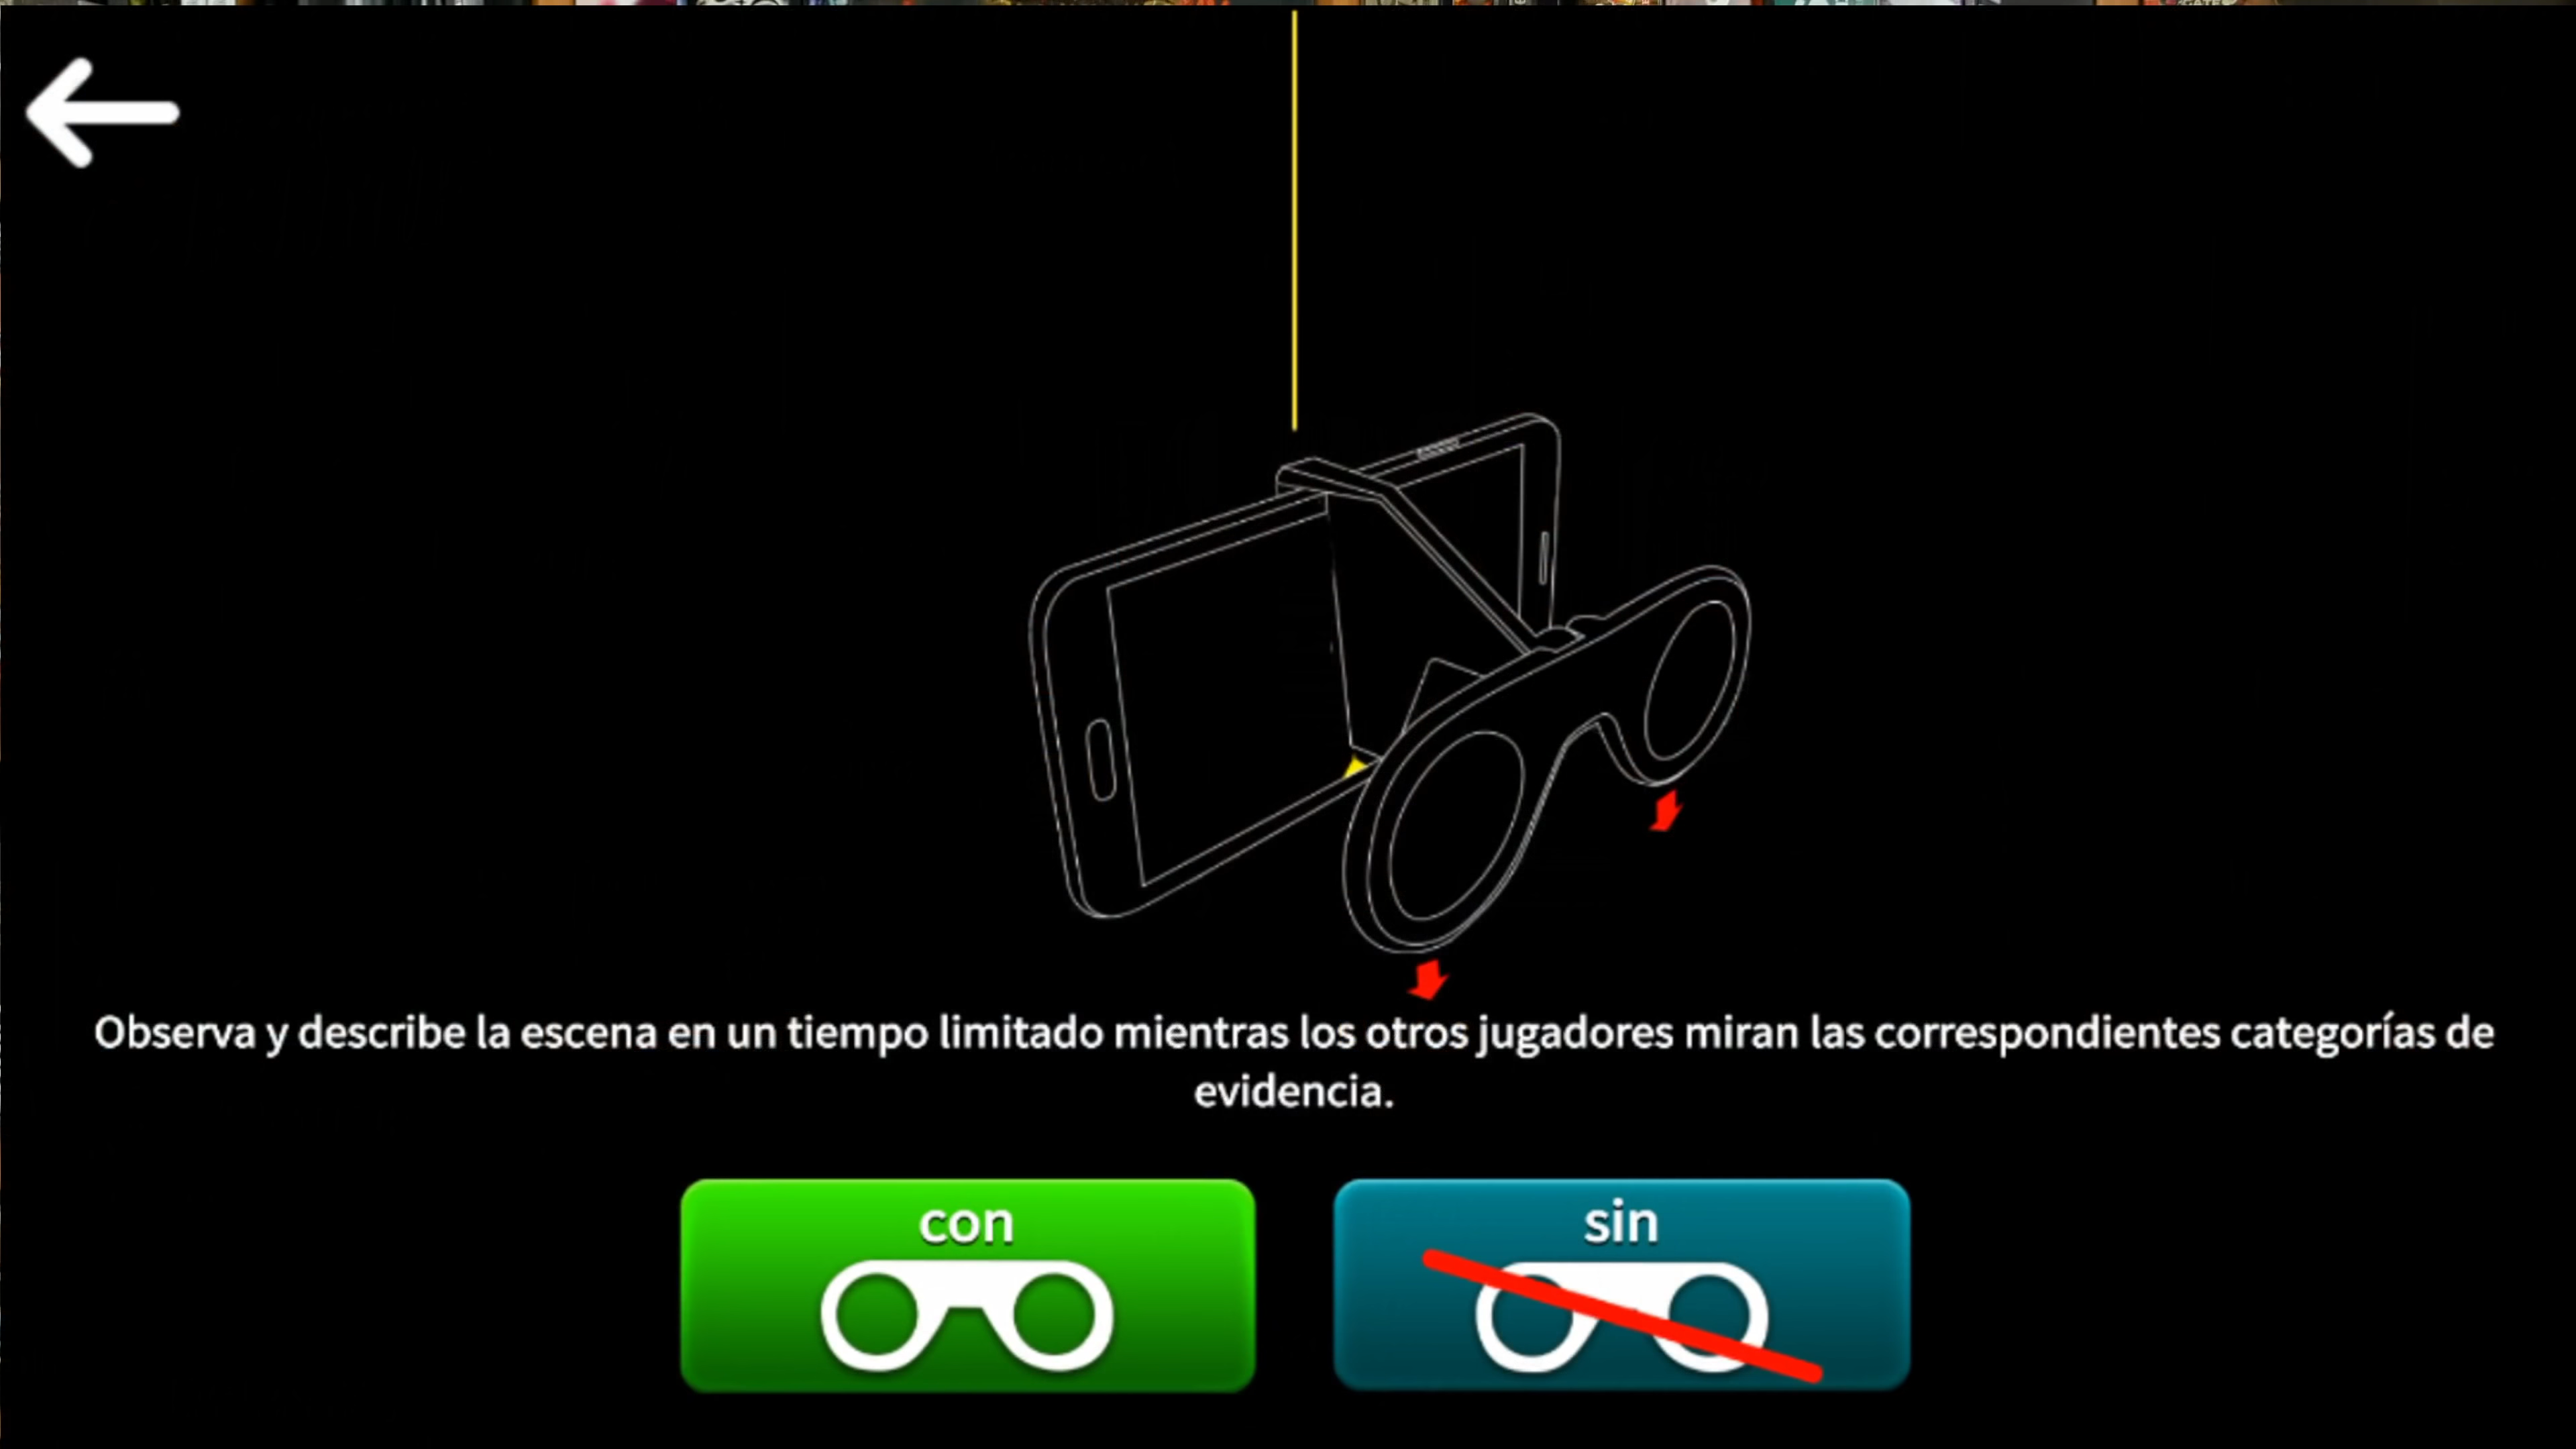 Observa y describe la escena en un tiempo limitado mientras los otros jugadores miran las correspondientes categorías de
evidencia.
con
sin